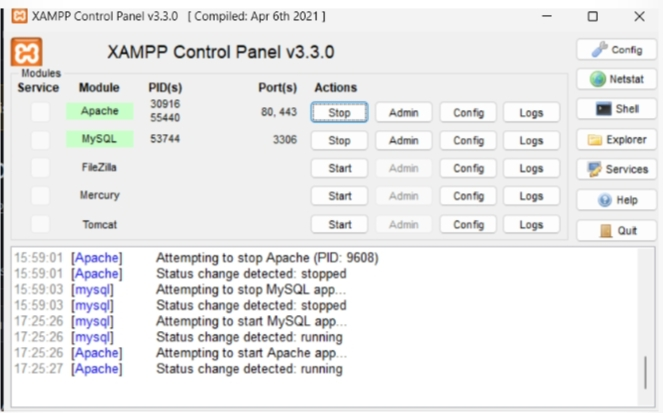 XAMPP Control Panel v3.3.0 [ Compiled: Apr 6th 2021 ]
XAMPP Control Panel v3.3.0
Config
Modules
Service Module PID(s) Port(s) Actions
Netstat
Apache 30916 55440 80, 443 Stop Admin Config Logs
Shell
MySQL 53744 3306 Stop Admin Config Logs
Explorer
FileZilla Start Admin Config Logs
Services
Mercury Start Admin Config Logs
Help
Tomcat Start Admin Config Logs
Quit
15:59:01 [Apache] Attempting to stop Apache (PID: 9608)
15:59:01 [Apache] Status change detected: stopped
15:59:03 [mysql] Attempting to stop MySQL app...
15:59:03 [mysql] Status change detected: stopped
17:25:26 [mysql] Attempting to start MySQL app...
17:25:26 [mysql] Status change detected: running
17:25:26 [Apache] Attempting to start Apache app...
17:25:27 [Apache] Status change detected: running